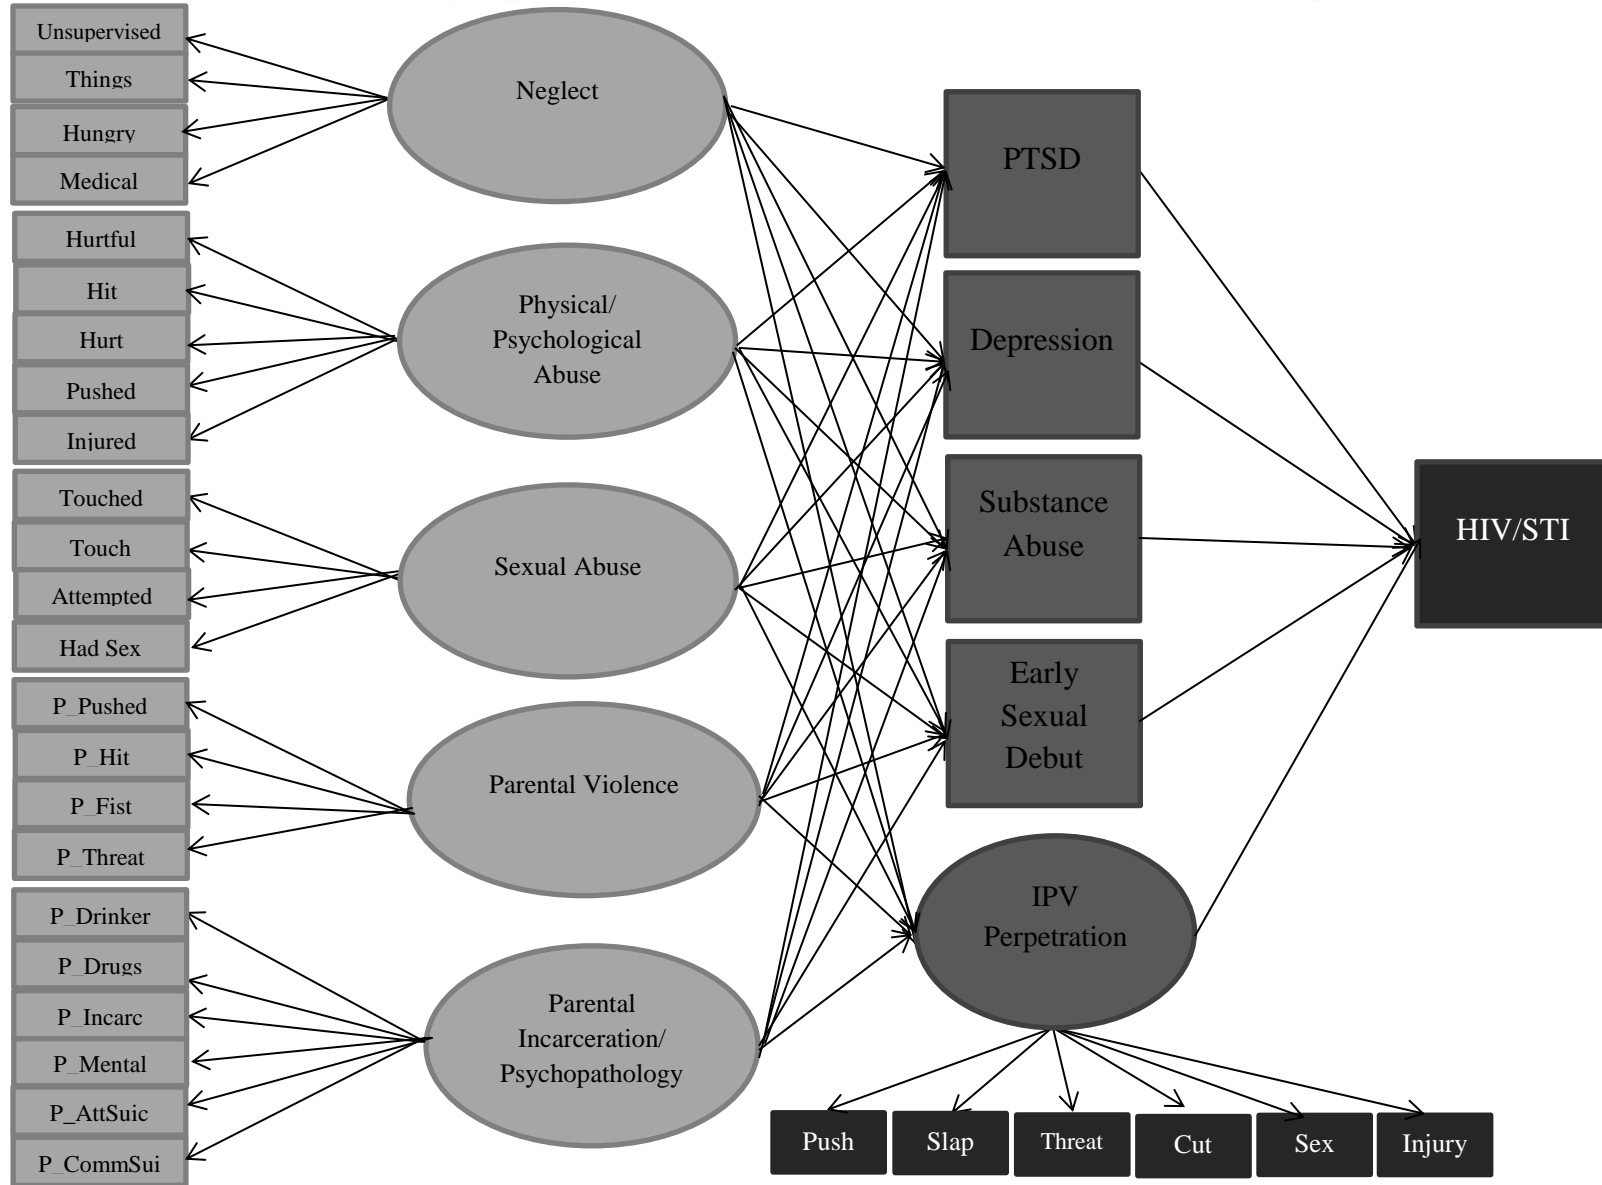 Unsupervised
Things
Hungry
Medical
Hurtful
Hit
Hurt
Pushed
Injured
Touched
Touch
Attempted
Had Sex
P_Pushed
P_Hit
P_Fist
P_Threat
P_Drinker
P_Drugs
P_Incarc
P_Mental
P_AttSuic
P_CommSui
Neglect
Physical/
Psychological
Abuse
Sexual Abuse
Parental Violence
Parental
Incarceration/
Psychopathology
PTSD
Depression
Substance
Abuse
Early
Sexual
Debut
IPV
Perpetration
Push
Slap
Threat
Cut
Sex
Injury
HIV/STI